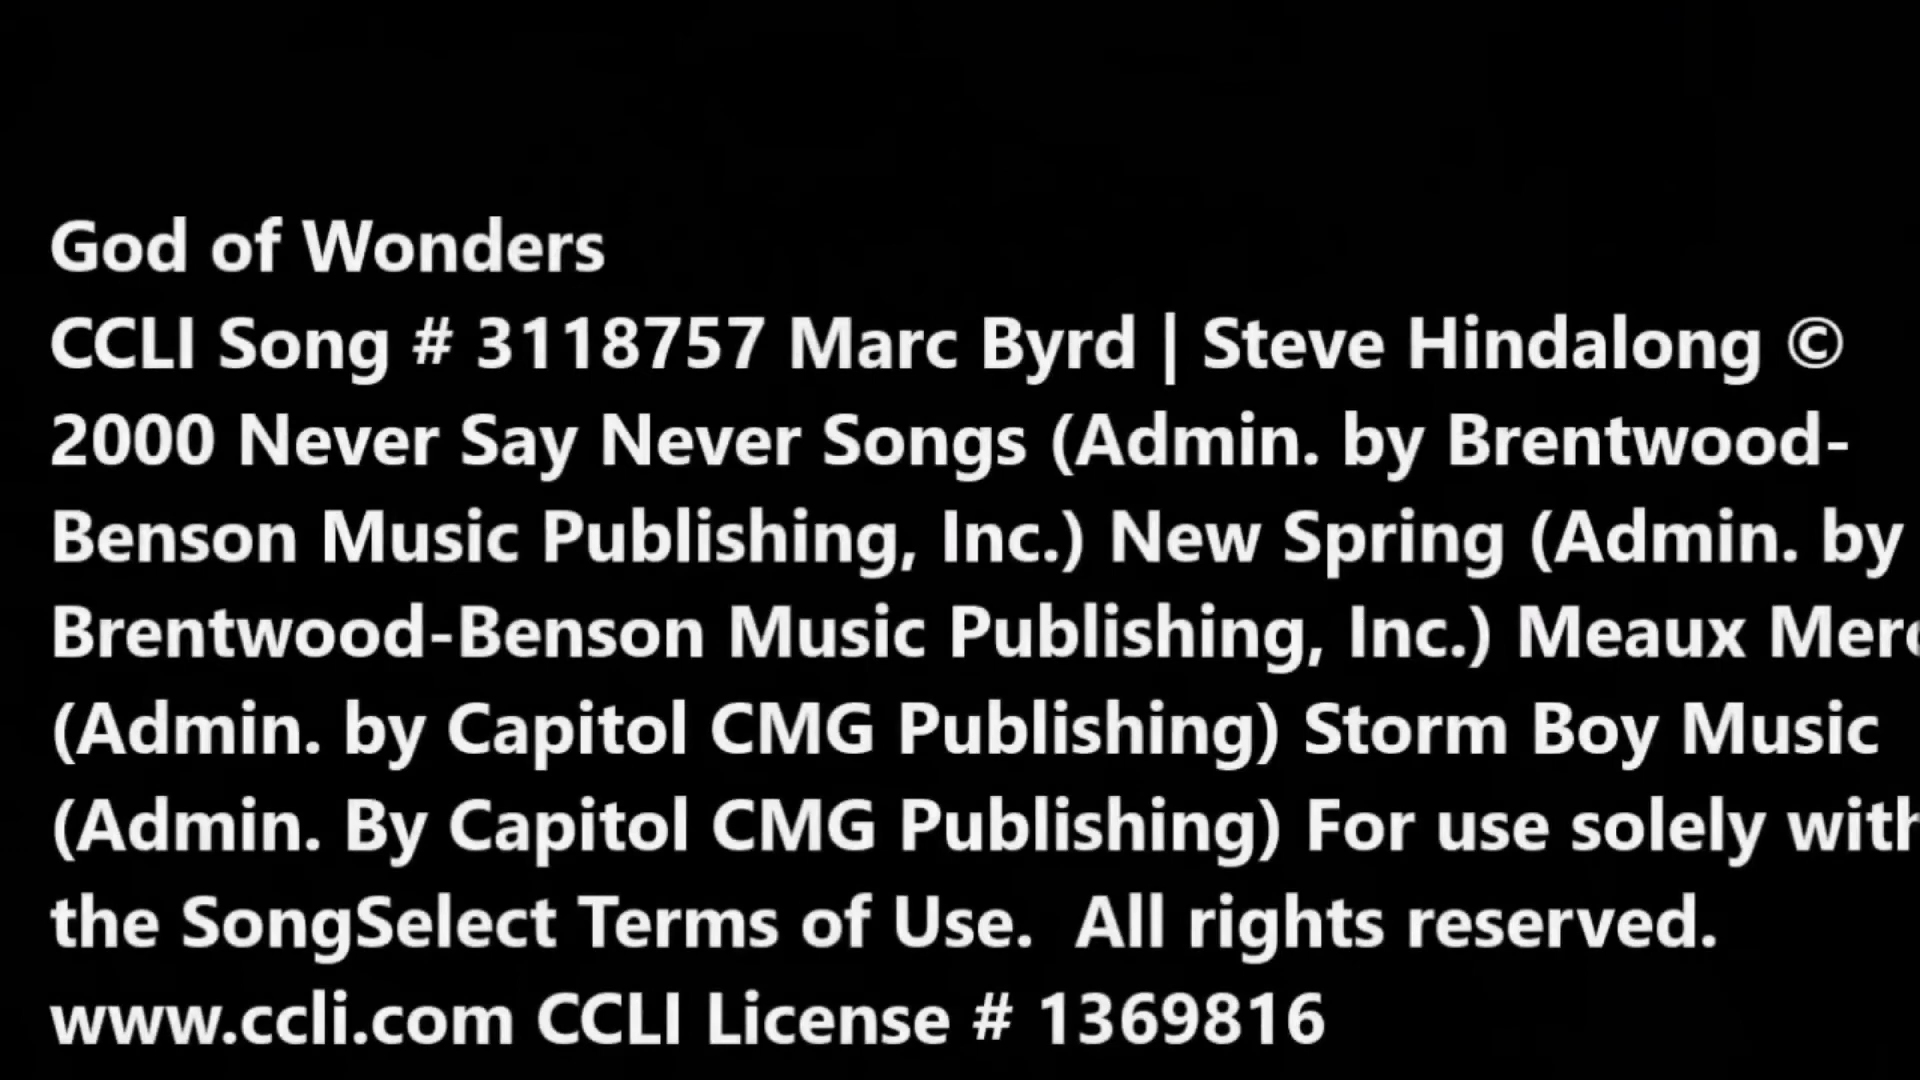 God of Wonders
CCLI Song # 3118757 Marc Byrd | Steve Hindalong ©
2000 Never Say Never Songs (Admin. by Brentwood-
Benson Music Publishing, Inc.) New Spring (Admin. by
Brentwood-Benson Music Publishing, Inc.) Meaux
(Admin. by Capitol CMG Publishing) Storm Boy Music
(Admin. By Capitol CMG Publishing) For use solely with
the SongSelect Terms of Use.  All rights reserved.
www.ccli.com CCLI License # 1369816